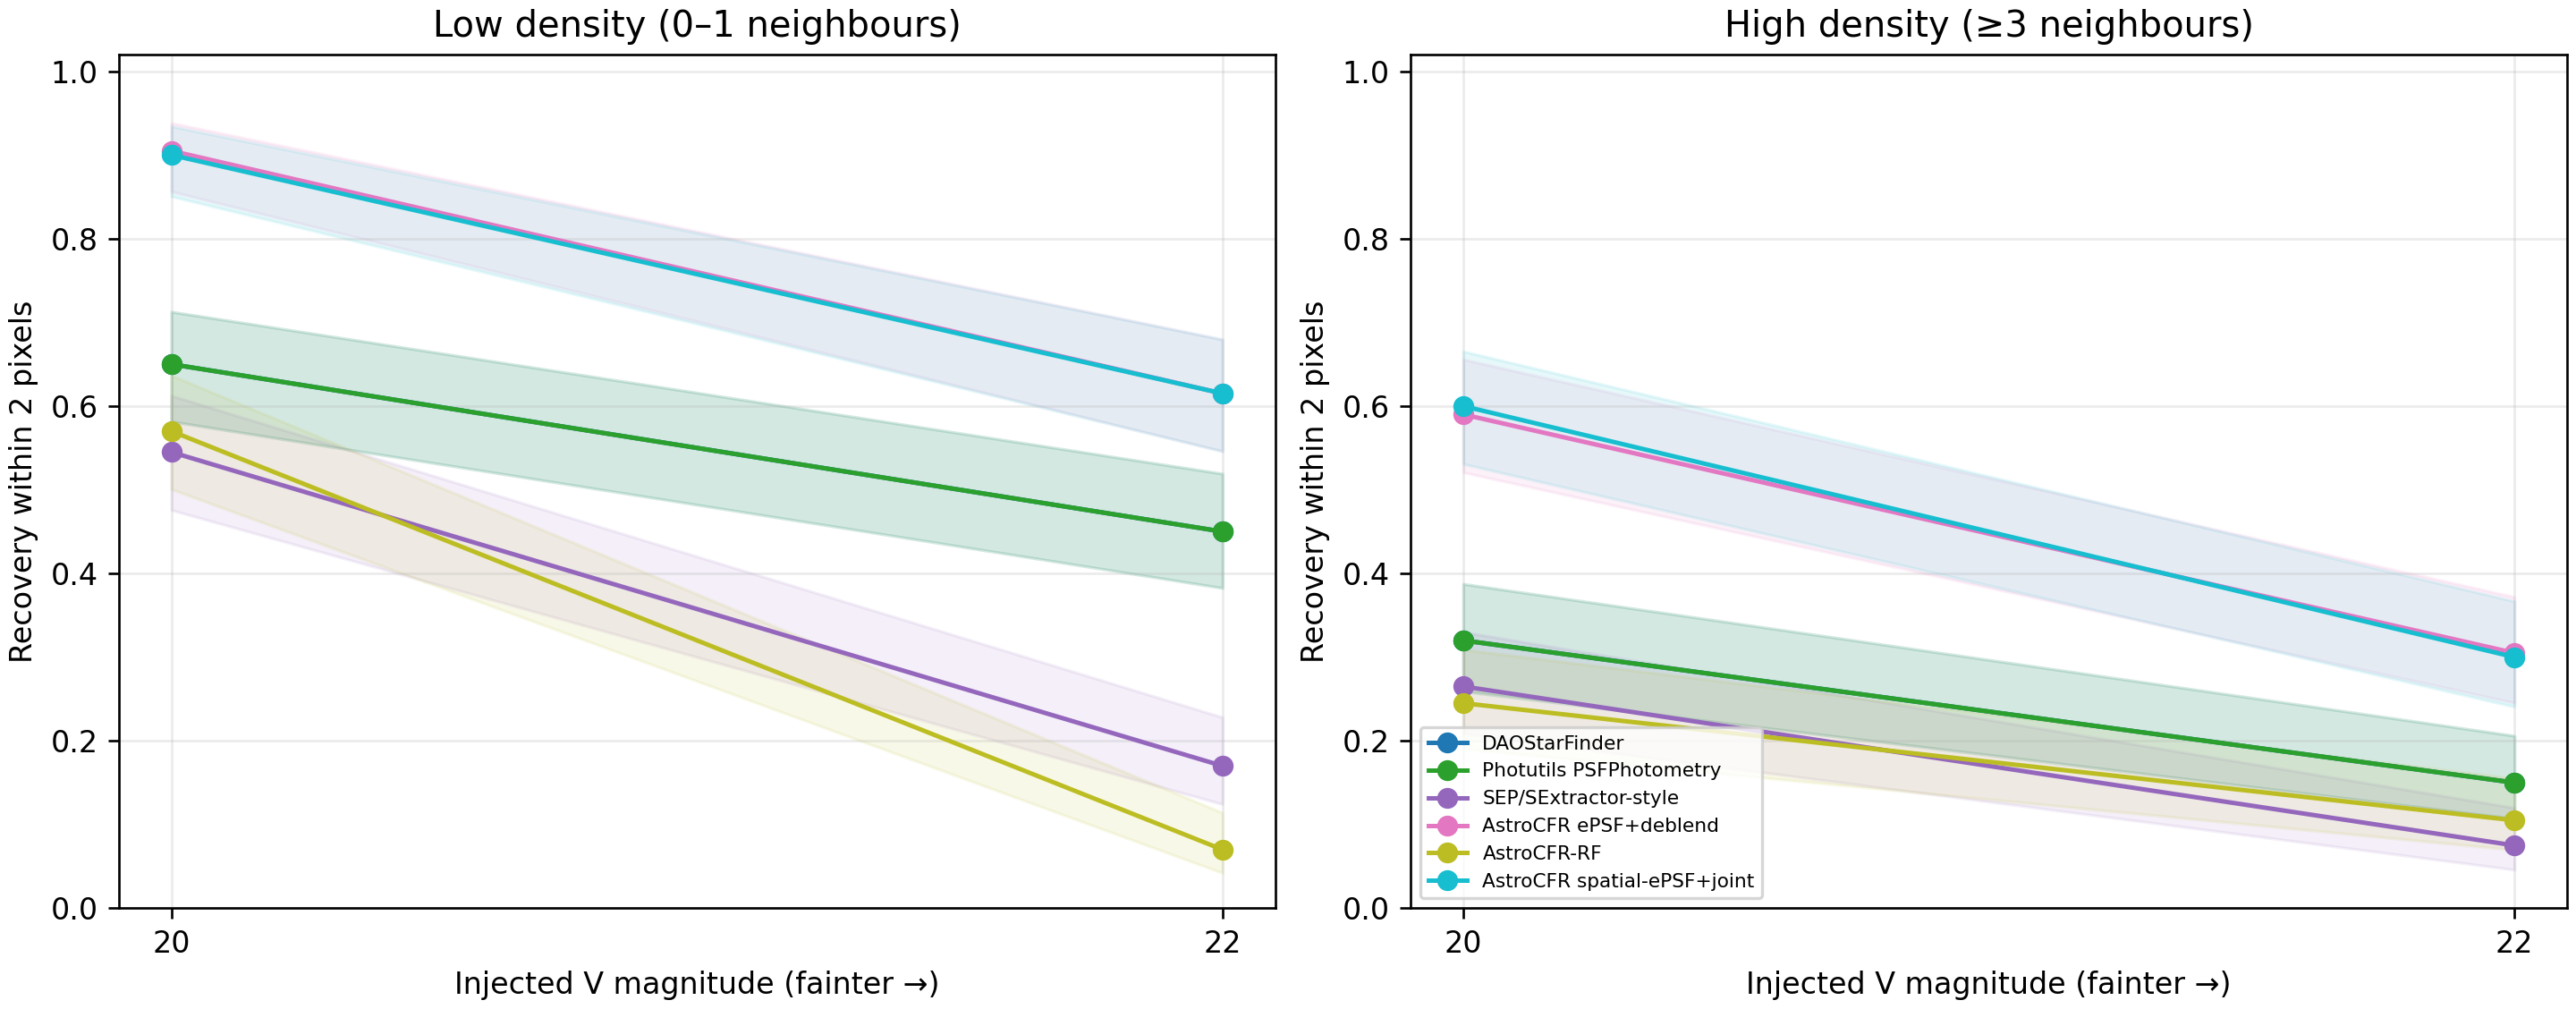 Low density (0–1 neighbours)
Recovery within 2 pixels
1.0
0.8
0.6
0.4
0.2
0.0
20
22
Injected V magnitude (fainter →)
High density (≥3 neighbours)
Recovery within 2 pixels
1.0
0.8
0.6
0.4
0.2
0.0
DAOStarFinder
Photutils PSFPhotometry
SEP/SExtractor-style
AstroCFR ePSF+deblend
AstroCFR-RF
AstroCFR spatial-ePSF+joint
20
22
Injected V magnitude (fainter →)